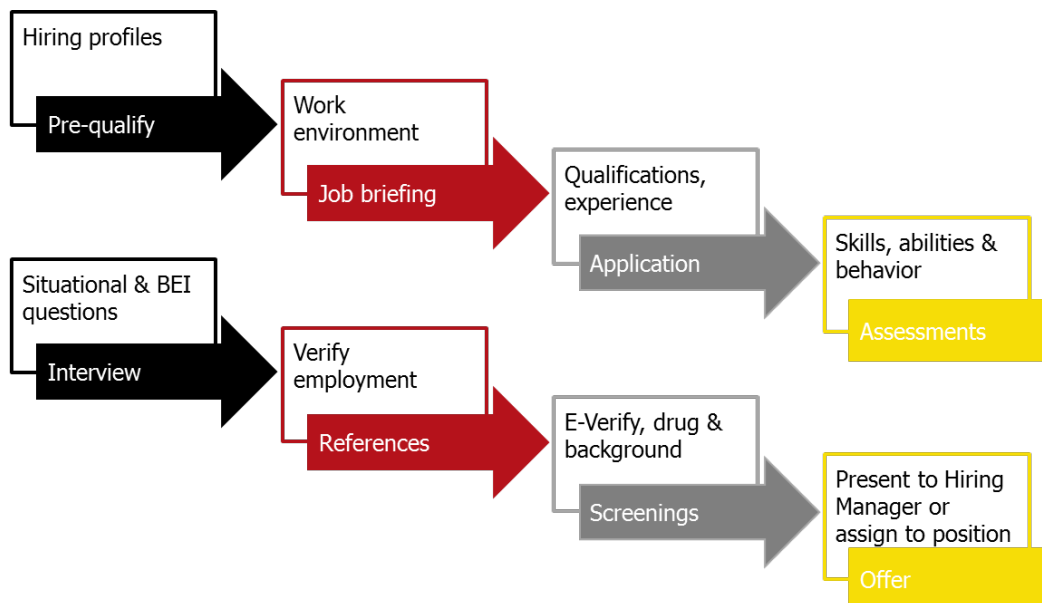 Hiring profiles
Pre-qualify
Work
environment
Job briefing
Qualifications,
experience
Application
Skills, abilities &
behavior
Assessments
Situational & BEI
questions
Interview
Verify
employment
References
E-Verify, drug &
background
Screenings
Present to Hiring
Manager or
assign to position
Offer